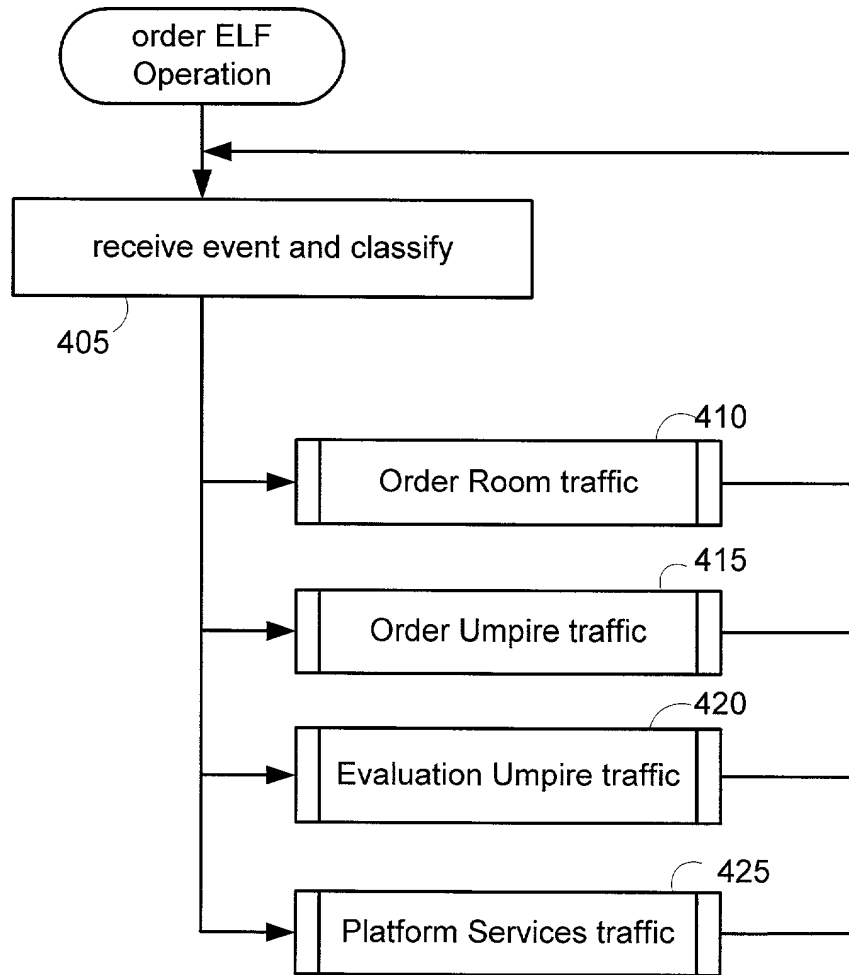 order ELF
Operation
receive event and classify
405
410
Order Room traffic
415
Order Umpire traffic
420
Evaluation Umpire traffic
425
Platform Services traffic